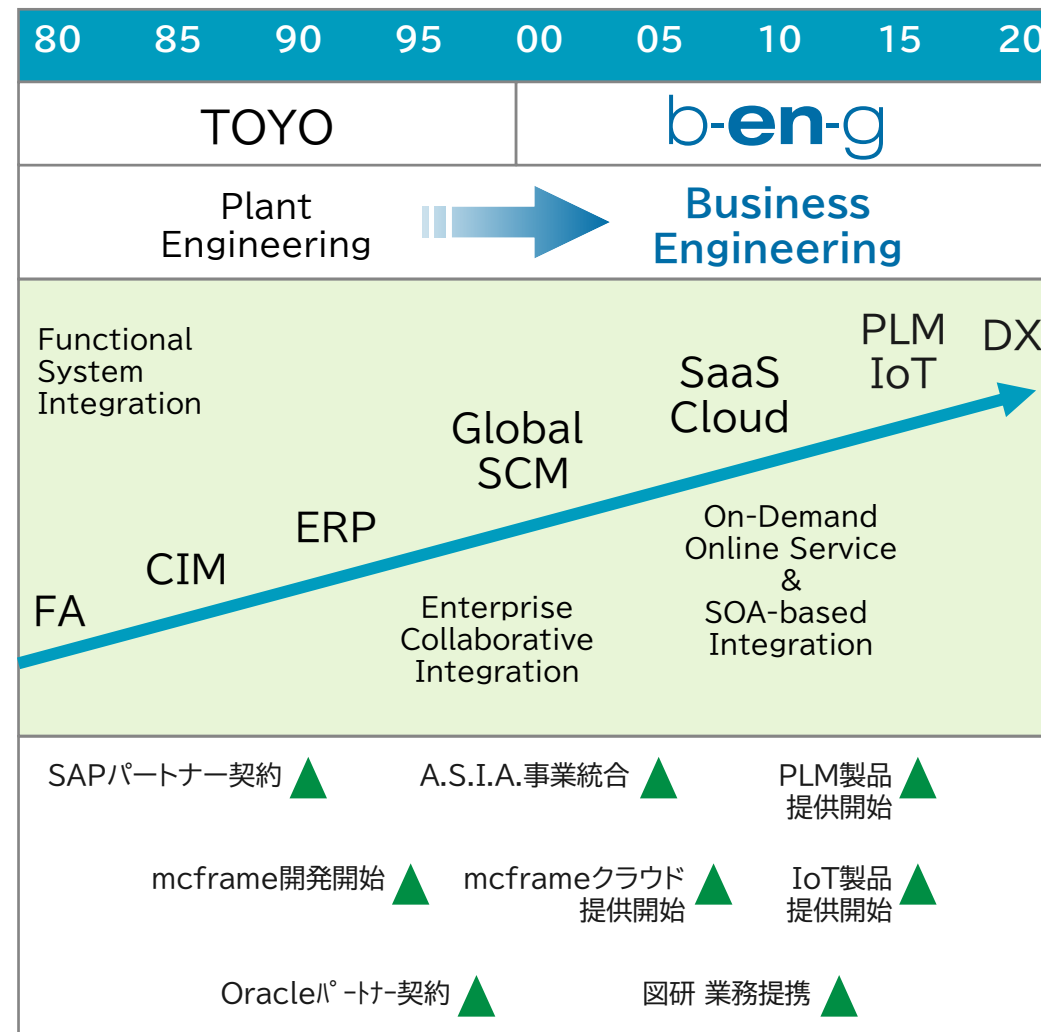 80 85 90 95 00 05 10 15 20
TOYO
b-en-g
Plant
Engineering
Business
Engineering
Functional
System
Integration
PLM
IoT
DX
SaaS
Cloud
Global
SCM
ERP
CIM
FA
On-Demand
Online Service
&
SOA-based
Integration
Enterprise
Collaborative
Integration
SAPパートナー契約
A.S.I.A.事業統合
PLM製品
提供開始
mcframe開発開始
mcframeクラウド
提供開始
IoT製品
提供開始
Oracleﾊﾟｰﾄﾅｰ契約
図研 業務提携